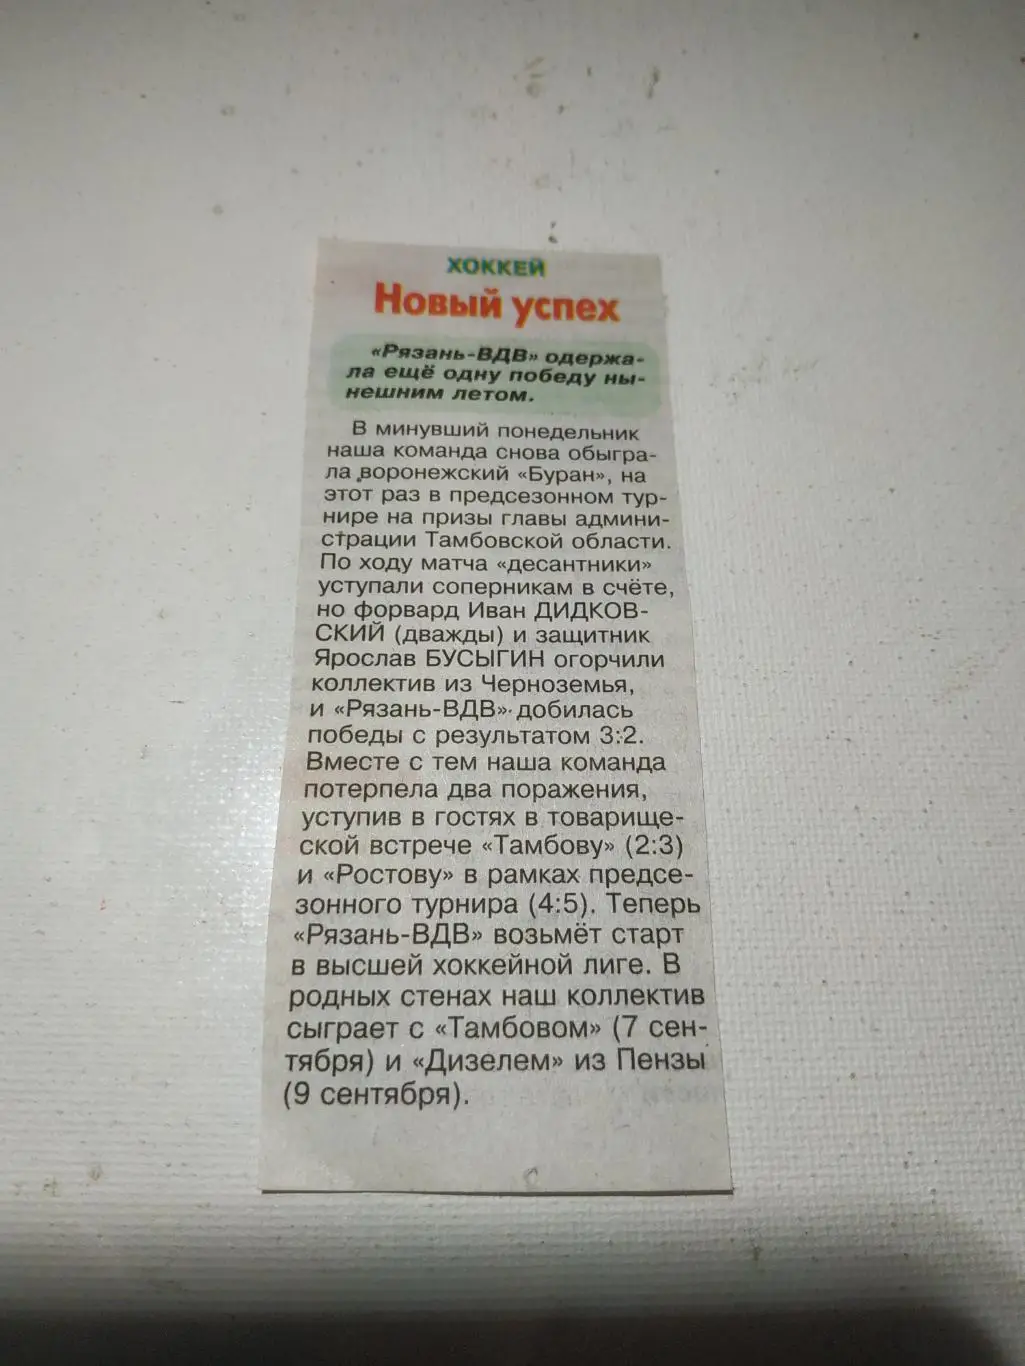 ХОККЕЙ
Новый успех
«Рязань-ВДВ» одержа-
ла ещё одну победу ны-
нешним летом.
В минувший понедельник
наша команда снова обыгра-
ла воронежский «Буран», на
этот раз в предсезонном тур-
нире на призы главы админи-
страции Тамбовской области.
По ходу матча «десантники»
уступали соперникам в счёте,
но форвард Иван ДИДКОВ-
СКИЙ (дважды) и защитник
Ярослав БУСЫГИН огорчили
коллектив из Черноземья,
и «Рязань-ВДВ» добилась
победы с результатом 3:2.
Вместе с тем наша команда
потерпела два поражения,
уступив в гостях в товарище-
ской встрече «Тамбову» (2:3)
и «Ростову» в рамках предсе-
зонного турнира (4:5). Теперь
«Рязань-ВДВ» возьмёт старт
в высшей хоккейной лиге. В
родных стенах наш коллектив
сыграет с «Тамбовом» (7 сен-
тября) и «Дизелем» из Пензы
(9 сентября).